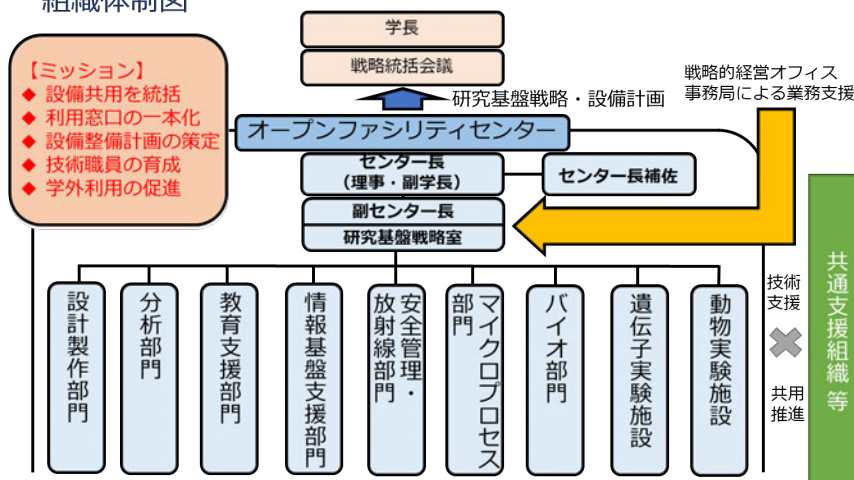 組織体制図
学長
戦略統括会議
【ミッション】
◆ 設備共用を統括
◆ 利用窓口の一本化
◆ 設備整備計画の策定
◆ 技術職員の育成
◆ 学外利用の促進
研究基盤戦略・設備計画
戦略的経営オフィス
事務局による業務支援
オープンファシリティセンター
センター長
(理事・副学長)
センター長補佐
副センター長
研究基盤戦略室
設計製作部門
分析部門
教育支援部門
情報基盤支援部門
安全管理・
放射線部門
マイクロプロセス
部門
バイオ部門
遺伝子実験施設
動物実験施設
技術
支援
共用
推進
共通支援組織 等